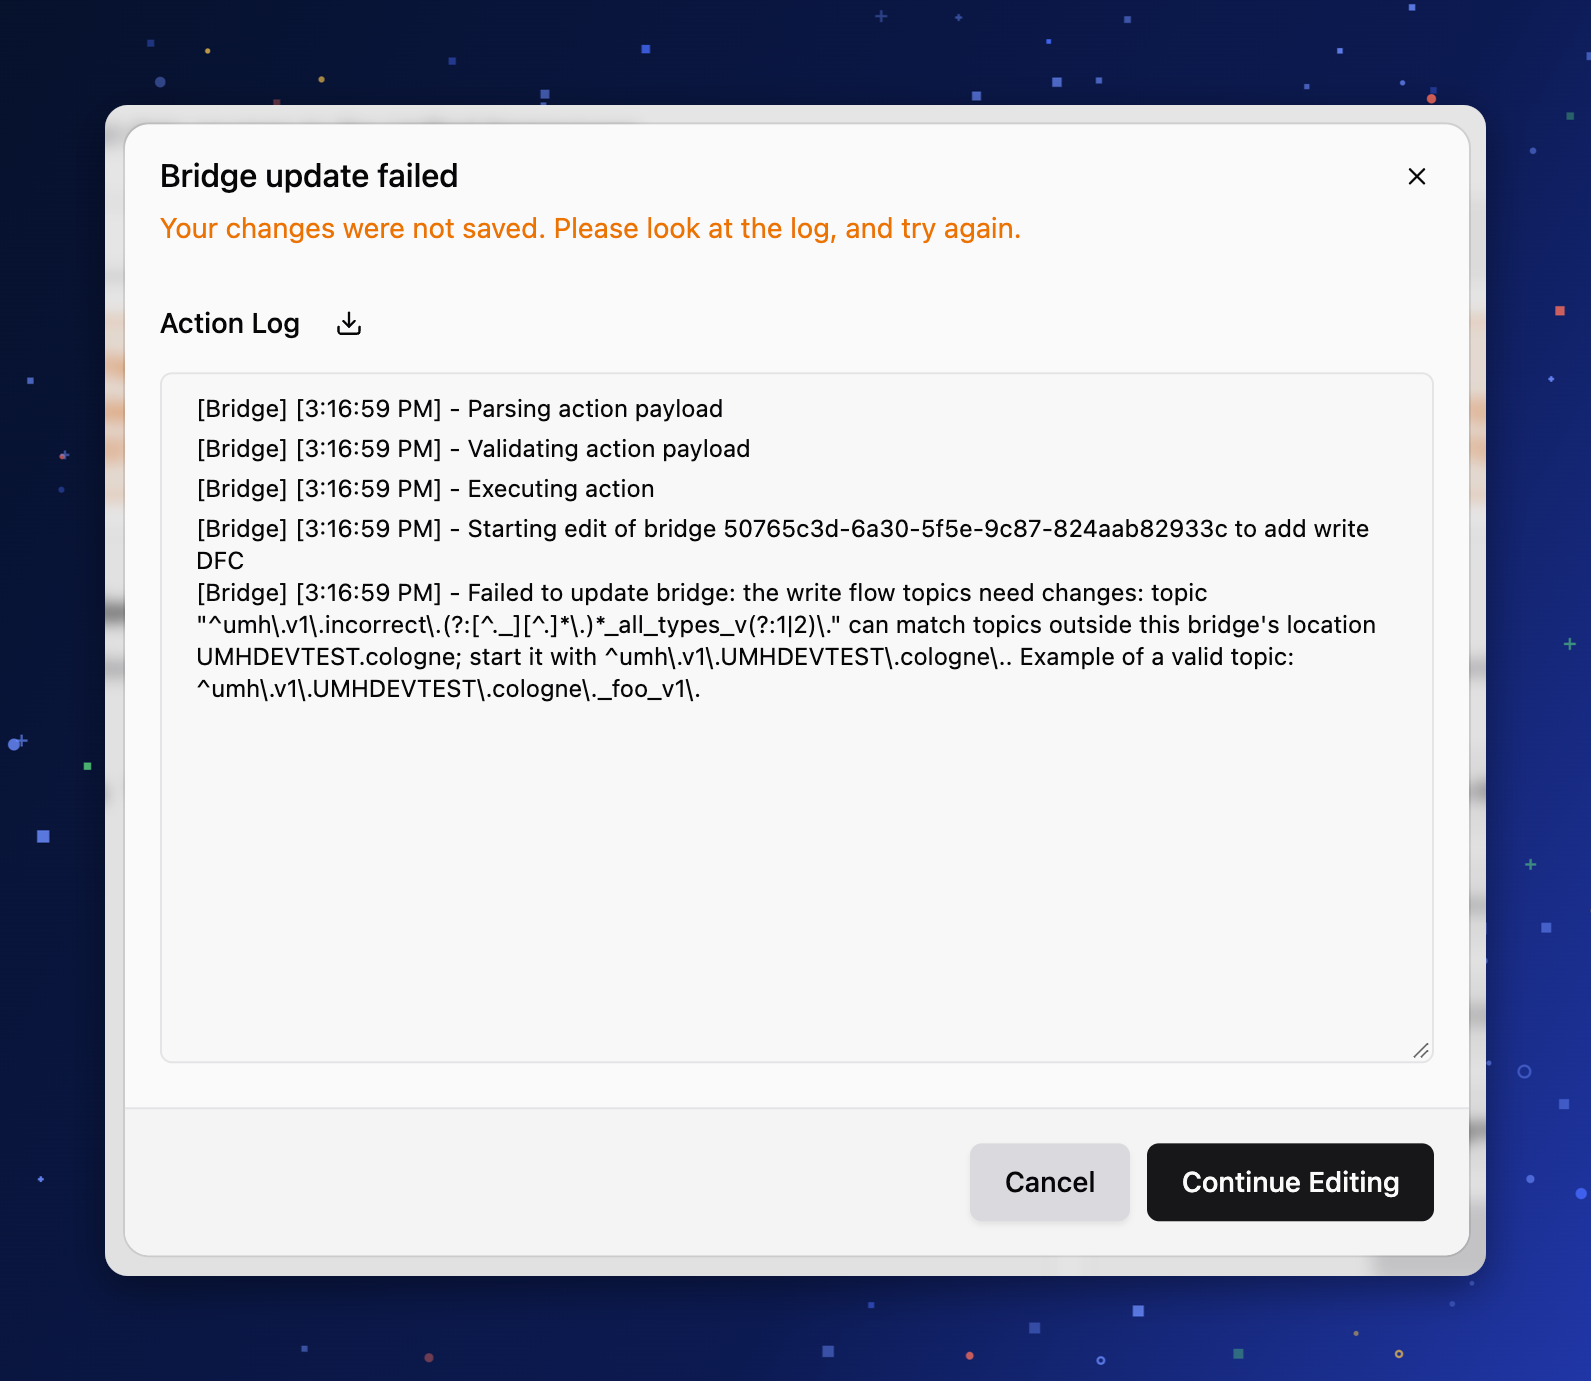 Bridge update failed
Your changes were not saved. Please look at the log, and try again.
Action Log
[Bridge] [3:16:59 PM] - Parsing action payload
[Bridge] [3:16:59 PM] - Validating action payload
[Bridge] [3:16:59 PM] - Executing action
[Bridge] [3:16:59 PM] - Starting edit of bridge 50765c3d-6a30-5f5e-9c87-824aab82933c to add write
DFC
[Bridge] [3:16:59 PM] - Failed to update bridge: the write flow topics need changes: topic
"^umh\.v1\.incorrect\.(?:[^._][^.]*\.)*_all_types_v(?:1|2)\." can match topics outside this bridge's location
UMHDEVTEST.cologne; start it with ^umh\.v1\.UMHDEVTEST\.cologne\.. Example of a valid topic:
^umh\.v1\.UMHDEVTEST\.cologne\._foo_v1\.
Cancel
Continue Editing